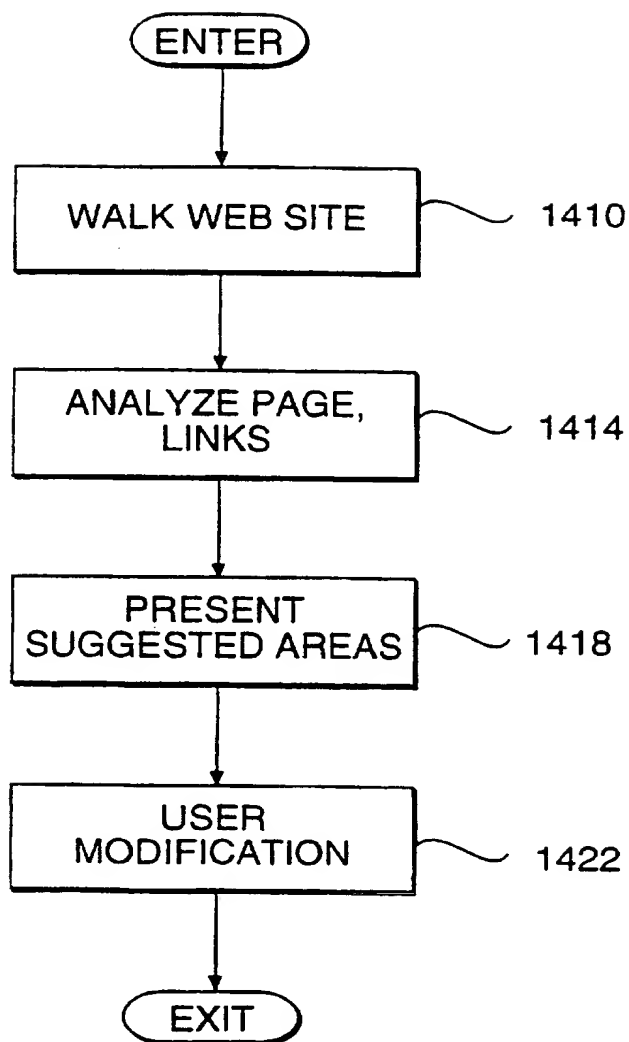 ENTER
WALK WEB SITE
1410
ANALYZE PAGE,
LINKS
1414
PRESENT
SUGGESTED AREAS
1418
USER
MODIFICATION
1422
EXIT